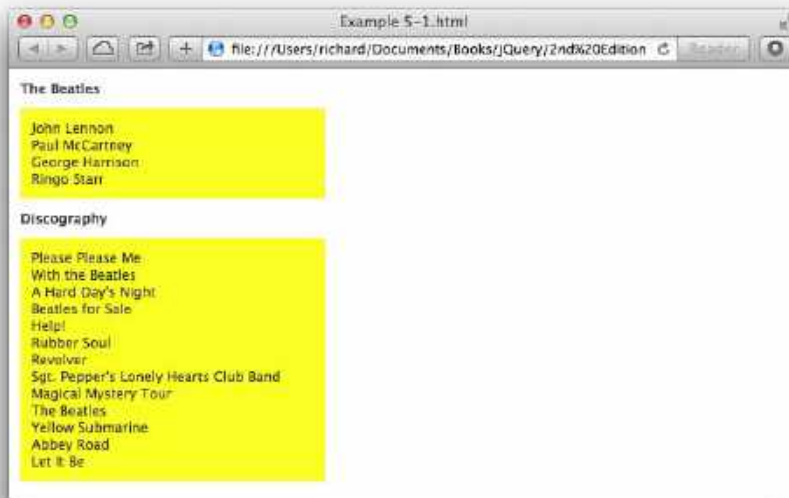 Example 5-1.html
file:///Users/richard/Documents/Books/jQuery/2nd%20Edition
Reader
The Beatles
John Lennon
Paul McCartney
George Harrison
Ringo Starr
Discography
Please Please Me
With the Beatles
A Hard Day's Night
Beatles for Sale
Help!
Rubber Soul
Revolver
Sgt. Pepper's Lonely Hearts Club Band
Magical Mystery Tour
The Beatles
Yellow Submarine
Abbey Road
Let It Be